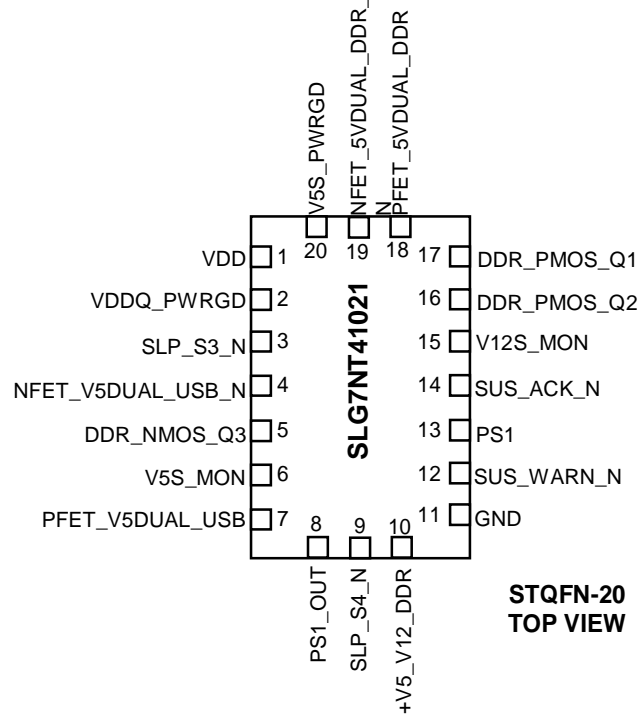 V5S_PWRGD
NFET_5VDUAL_DDR_
N
PFET_5VDUAL_DDR
20
19
18
VDD 1
VDDQ_PWRGD 2
SLP_S3_N 3
NFET_V5DUAL_USB_N 4
DDR_NMOS_Q3 5
V5S_MON 6
PFET_V5DUAL_USB 7
SLG7NT41021
17 DDR_PMOS_Q1
16 DDR_PMOS_Q2
15 V12S_MON
14 SUS_ACK_N
13 PS1
12 SUS_WARN_N
11 GND
8
9
10
PS1_OUT
SLP_S4_N
+V5_V12_DDR
STQFN-20
TOP VIEW